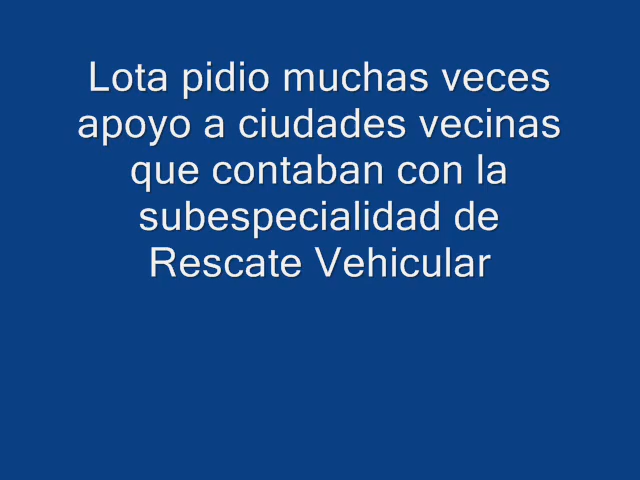 Lota pidio muchas veces
apoyo a ciudades vecinas
que contaban con la
subespecialidad de
Rescate Vehicular